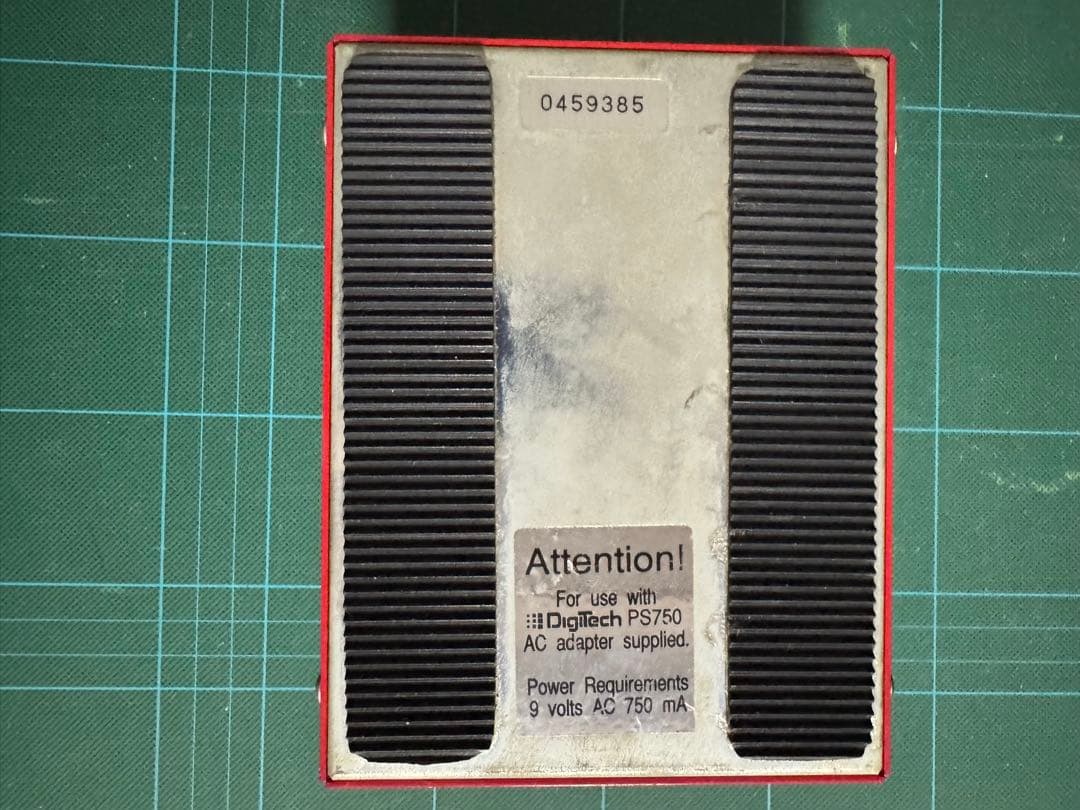 0459385
Attention!
For use with
DigiTech PS750
AC adapter supplied.
Power Requirements
9 volts AC 750 mA